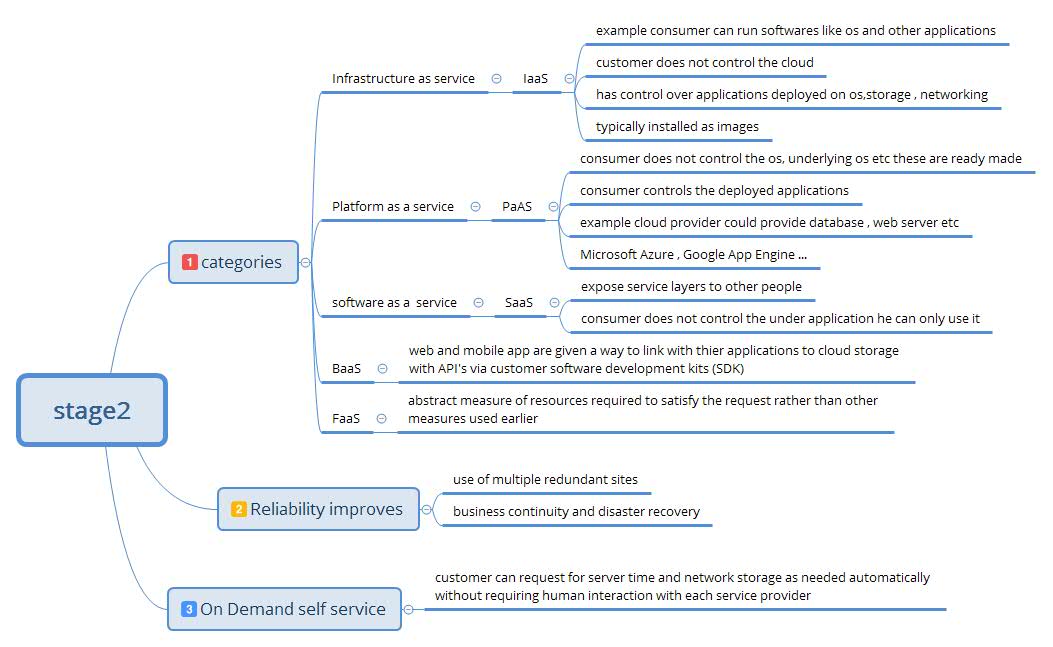 stage2
1 categories
Infrastructure as service
IaaS
example consumer can run softwares like os and other applications
customer does not control the cloud
has control over applications deployed on os,storage , networking
typically installed as images
Platform as a service
PaaS
consumer does not control the os, underlying os etc these are ready made
consumer controls the deployed applications
example cloud provider could provide database , web server etc
Microsoft Azure , Google App Engine ...
software as a  service
SaaS
expose service layers to other people
consumer does not control the under application he can only use it
BaaS
web and mobile app are given a way to link with thier applications to cloud storage
with API's via customer software development kits (SDK)
FaaS
abstract measure of resources required to satisfy the request rather than other
measures used earlier
2 Reliability improves
use of multiple redundant sites
business continuity and disaster recovery
3 On Demand self service
customer can request for server time and network storage as needed automatically
without requiring human interaction with each service provider